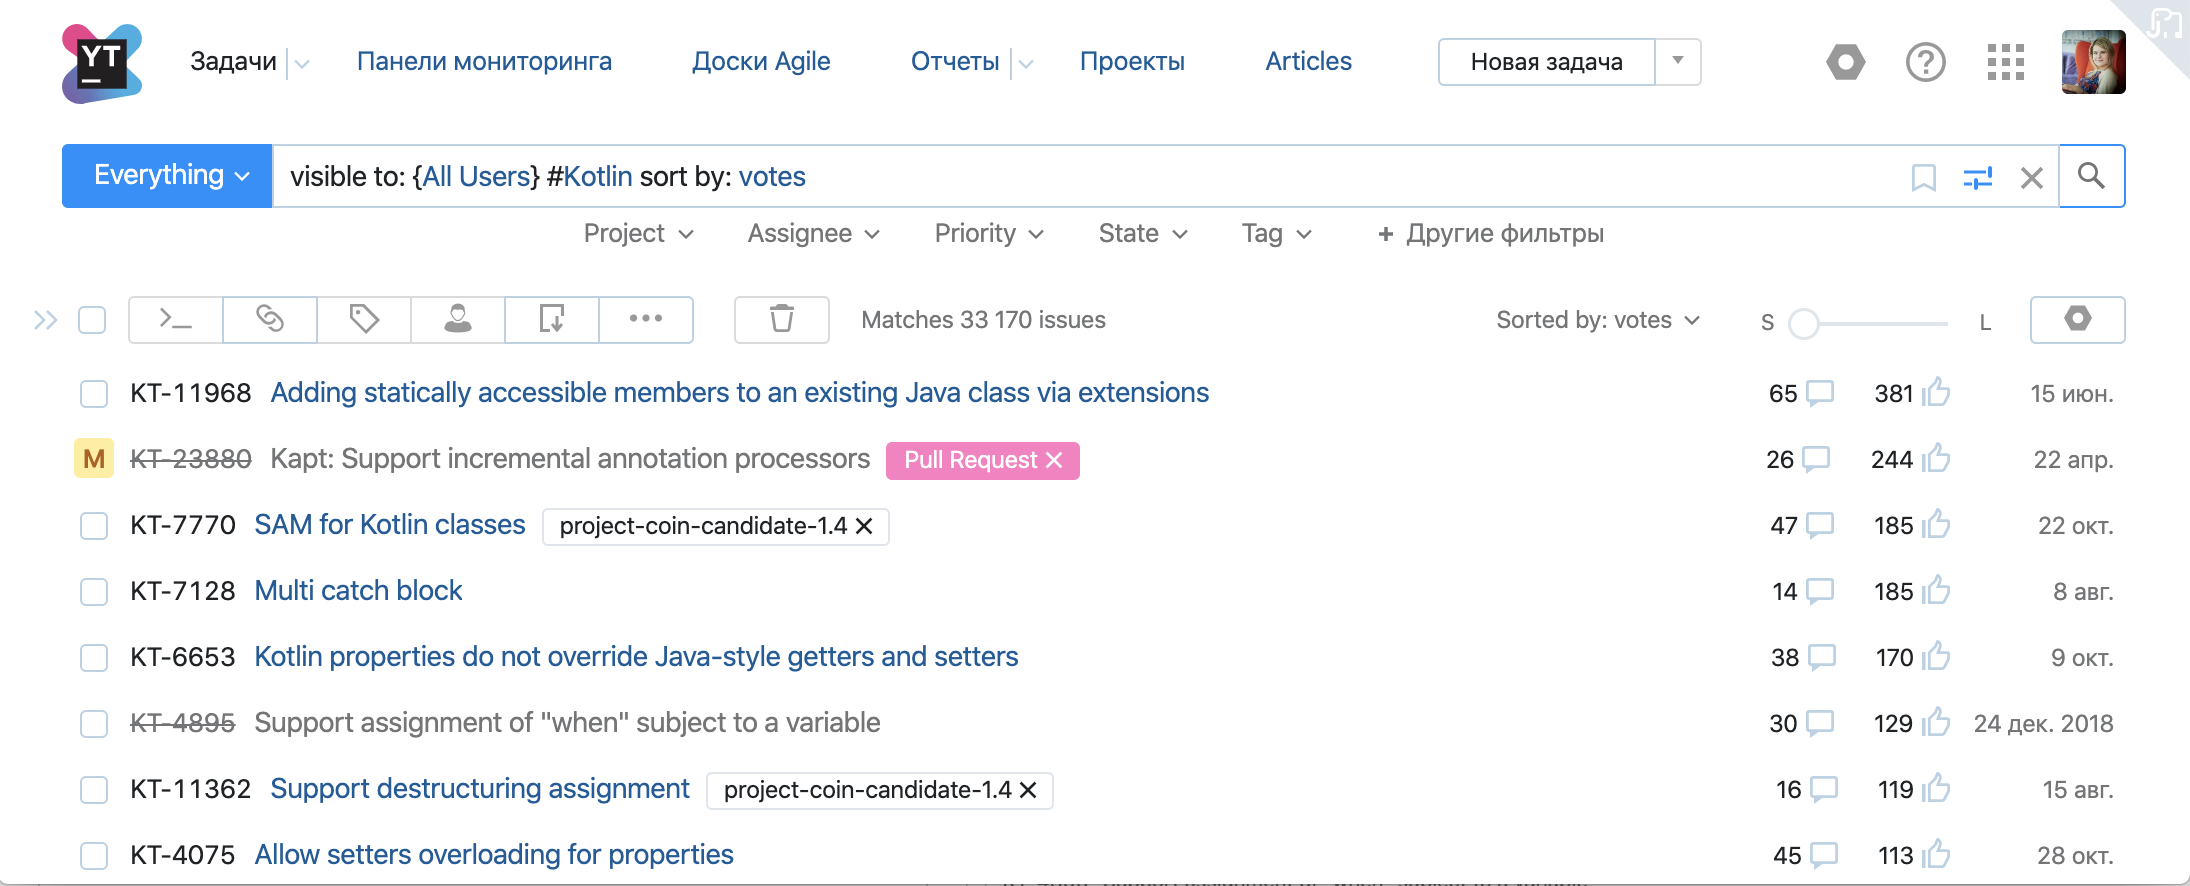 YT
Задачи Панели мониторинга Доски Agile Отчеты Проекты Articles Новая задача
Everything visible to: {All Users} #Kotlin sort by: votes
Project Assignee Priority State Tag + Другие фильтры
Matches 33 170 issues Sorted by: votes S L
KT-11968 Adding statically accessible members to an existing Java class via extensions 65 381 15 июн.
M KT-23880 Kapt: Support incremental annotation processors Pull Request 26 244 22 апр.
KT-7770 SAM for Kotlin classes project-coin-candidate-1.4 47 185 22 окт.
KT-7128 Multi catch block 14 185 8 авг.
KT-6653 Kotlin properties do not override Java-style getters and setters 38 170 9 окт.
KT-4895 Support assignment of "when" subject to a variable 30 129 24 дек. 2018
KT-11362 Support destructuring assignment project-coin-candidate-1.4 16 119 15 авг.
KT-4075 Allow setters overloading for properties 45 113 28 окт.